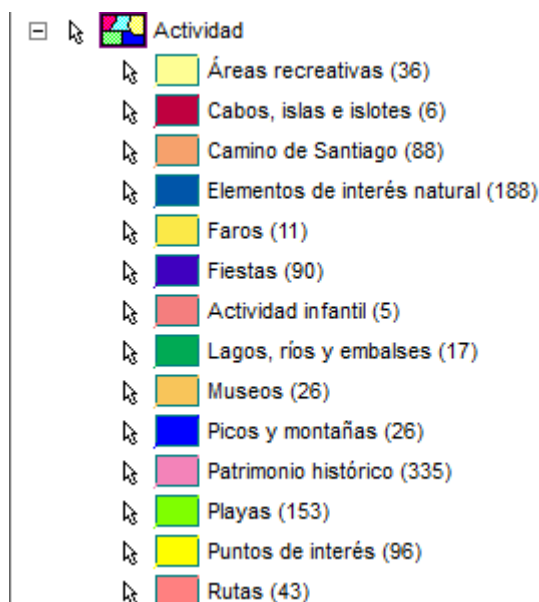 Actividad
Áreas recreativas (36)
Cabos, islas e islotes (6)
Camino de Santiago (88)
Elementos de interés natural (188)
Faros (11)
Fiestas (90)
Actividad infantil (5)
Lagos, ríos y embalses (17)
Museos (26)
Picos y montañas (26)
Patrimonio histórico (335)
Playas (153)
Puntos de interés (96)
Rutas (43)